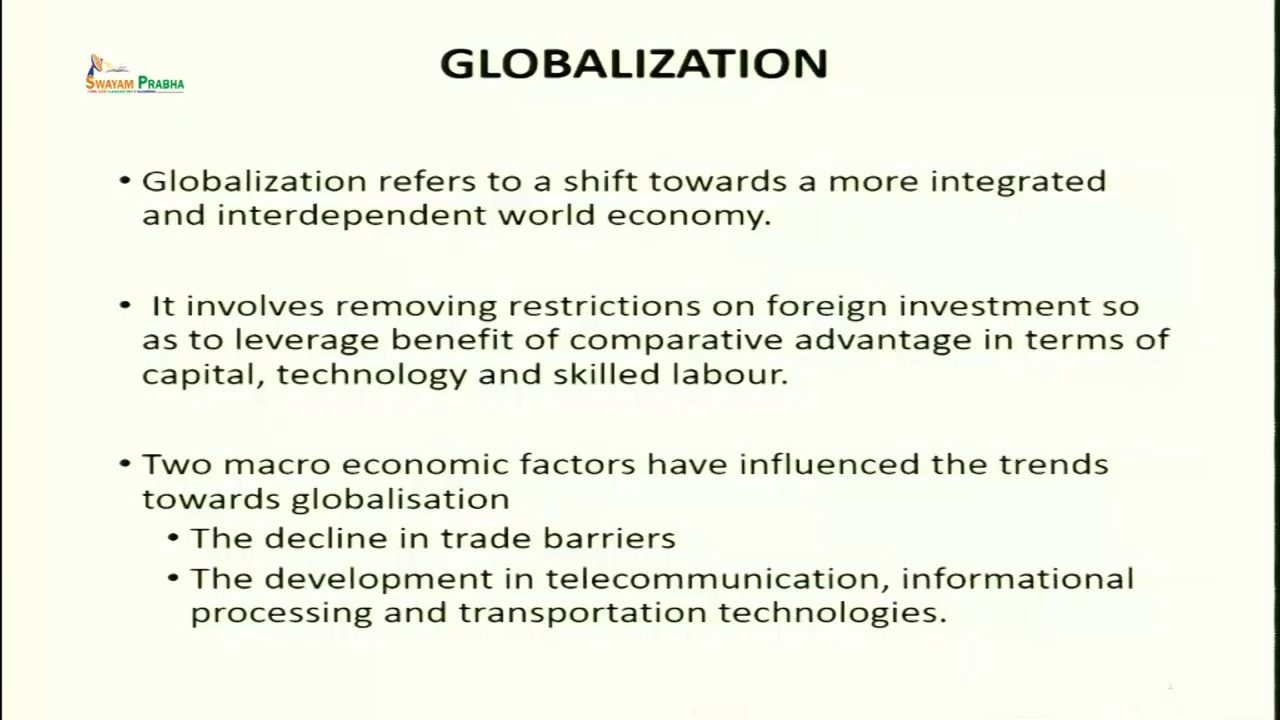 SWAYAM PRABHA
GLOBALIZATION
• Globalization refers to a shift towards a more integrated
and interdependent world economy.
• It involves removing restrictions on foreign investment so
as to leverage benefit of comparative advantage in terms of
capital, technology and skilled labour.
• Two macro economic factors have influenced the trends
towards globalisation
• The decline in trade barriers
• The development in telecommunication, informational
processing and transportation technologies.